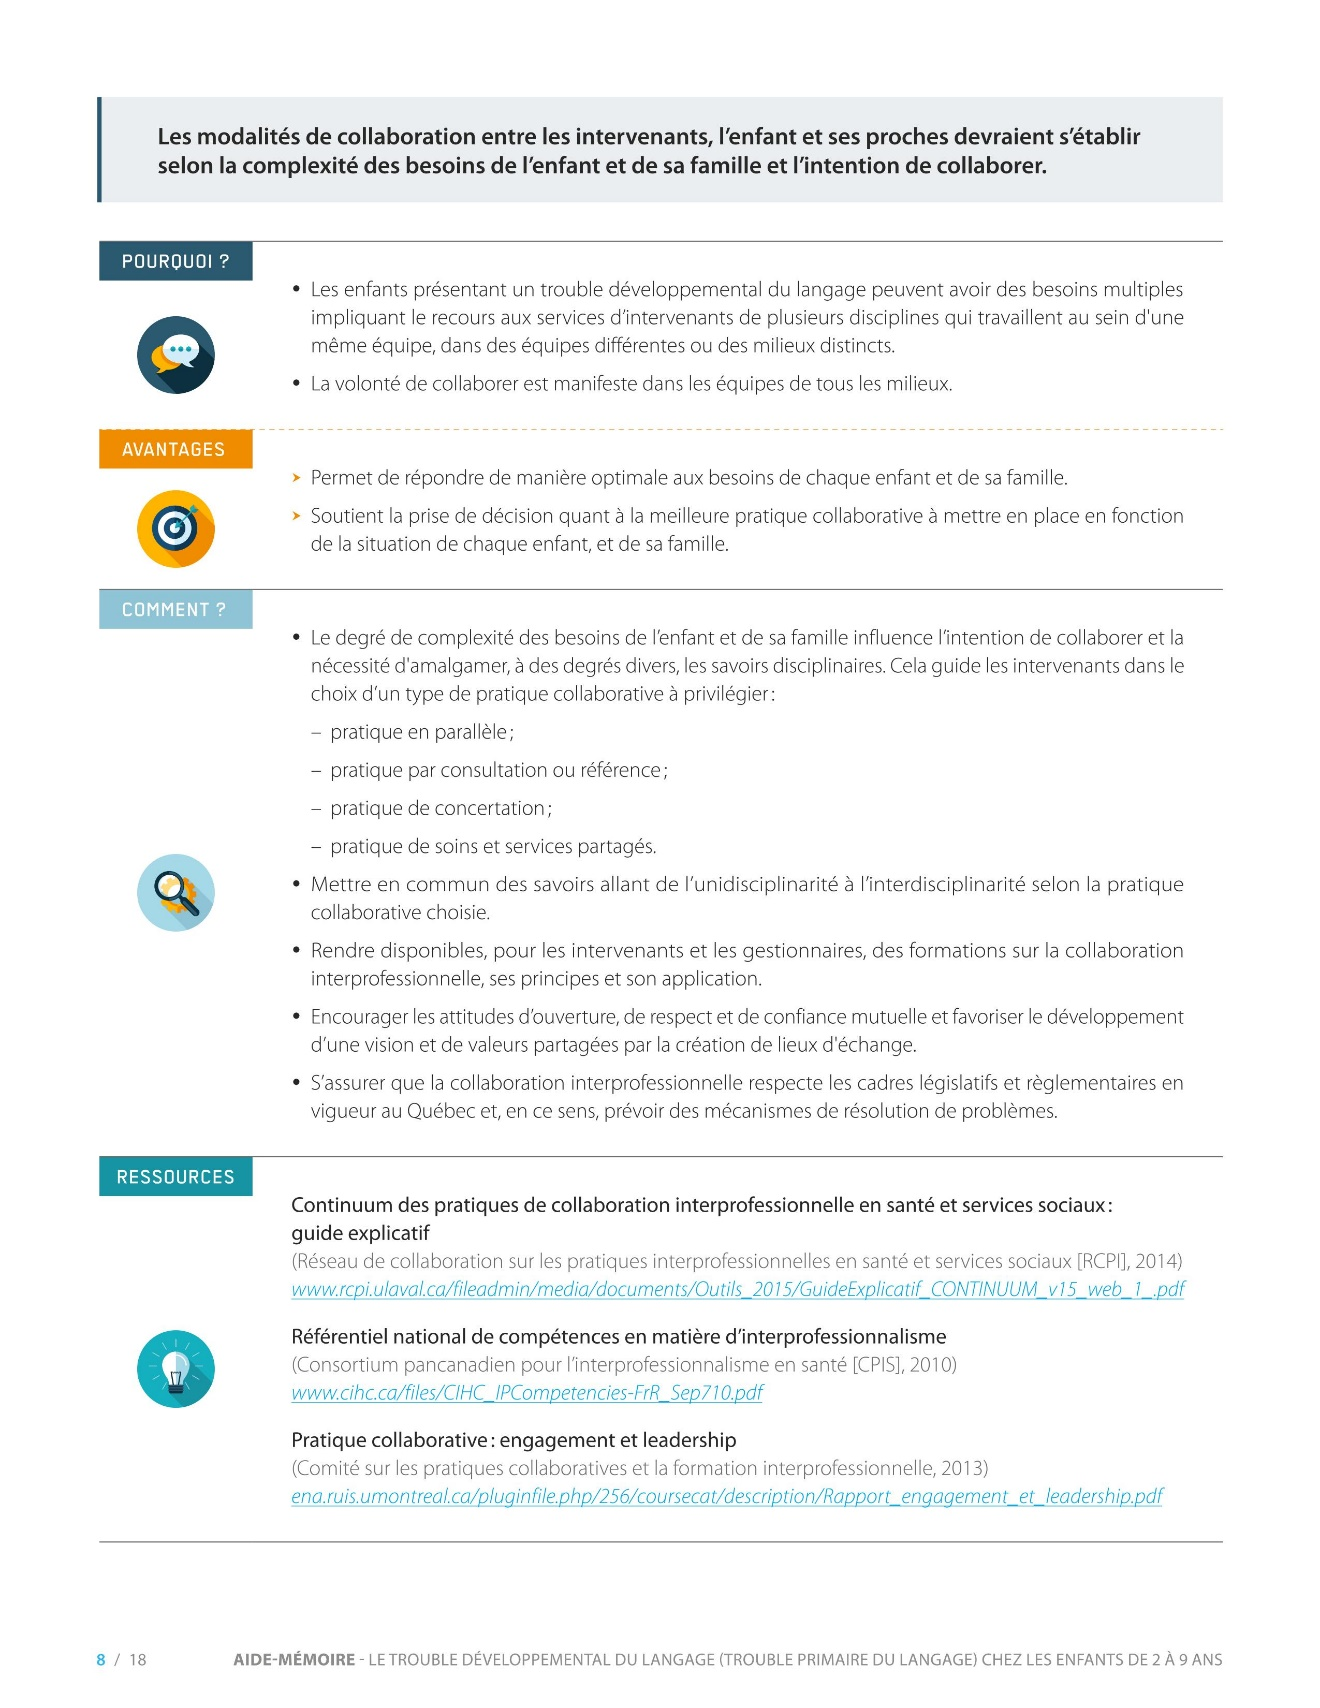 Les modalités de collaboration entre les intervenants, l’enfant et ses proches devraient s’établir
selon la complexité des besoins de l’enfant et de sa famille et l’intention de collaborer.
POURQUOI ?
• Les enfants présentant un trouble développemental du langage peuvent avoir des besoins multiples
impliquant le recours aux services d’intervenants de plusieurs disciplines qui travaillent au sein d'une
même équipe, dans des équipes différentes ou des milieux distincts.
• La volonté de collaborer est manifeste dans les équipes de tous les milieux.
AVANTAGES
➤ Permet de répondre de manière optimale aux besoins de chaque enfant et de sa famille.
➤ Soutient la prise de décision quant à la meilleure pratique collaborative à mettre en place en fonction
de la situation de chaque enfant, et de sa famille.
COMMENT ?
• Le degré de complexité des besoins de l’enfant et de sa famille influence l’intention de collaborer et la
nécessité d'amalgamer, à des degrés divers, les savoirs disciplinaires. Cela guide les intervenants dans le
choix d’un type de pratique collaborative à privilégier :
– pratique en parallèle ;
– pratique par consultation ou référence ;
– pratique de concertation ;
– pratique de soins et services partagés.
• Mettre en commun des savoirs allant de l’unidisciplinarité à l’interdisciplinarité selon la pratique
collaborative choisie.
• Rendre disponibles, pour les intervenants et les gestionnaires, des formations sur la collaboration
interprofessionnelle, ses principes et son application.
• Encourager les attitudes d’ouverture, de respect et de confiance mutuelle et favoriser le développement
d’une vision et de valeurs partagées par la création de lieux d'échange.
• S’assurer que la collaboration interprofessionnelle respecte les cadres législatifs et règlementaires en
vigueur au Québec et, en ce sens, prévoir des mécanismes de résolution de problèmes.
RESSOURCES
Continuum des pratiques de collaboration interprofessionnelle en santé et services sociaux :
guide explicatif
(Réseau de collaboration sur les pratiques interprofessionnelles en santé et services sociaux [RCPI], 2014)
www.rcpi.ulaval.ca/fileadmin/media/documents/Outils_2015/GuideExplicatif_CONTINUUM_v15_web_1_.pdf
Référentiel national de compétences en matière d’interprofessionnalisme
(Consortium pancanadien pour l’interprofessionnalisme en santé [CPIS], 2010)
www.cihc.ca/files/CIHC_IPCompetencies-FrR_Sep710.pdf
Pratique collaborative : engagement et leadership
(Comité sur les pratiques collaboratives et la formation interprofessionnelle, 2013)
ena.ruis.umontreal.ca/pluginfile.php/256/coursecat/description/Rapport_engagement_et_leadership.pdf
8 / 18 AIDE-MÉMOIRE - LE TROUBLE DÉVELOPPEMENTAL DU LANGAGE (TROUBLE PRIMAIRE DU LANGAGE) CHEZ LES ENFANTS DE 2 À 9 ANS